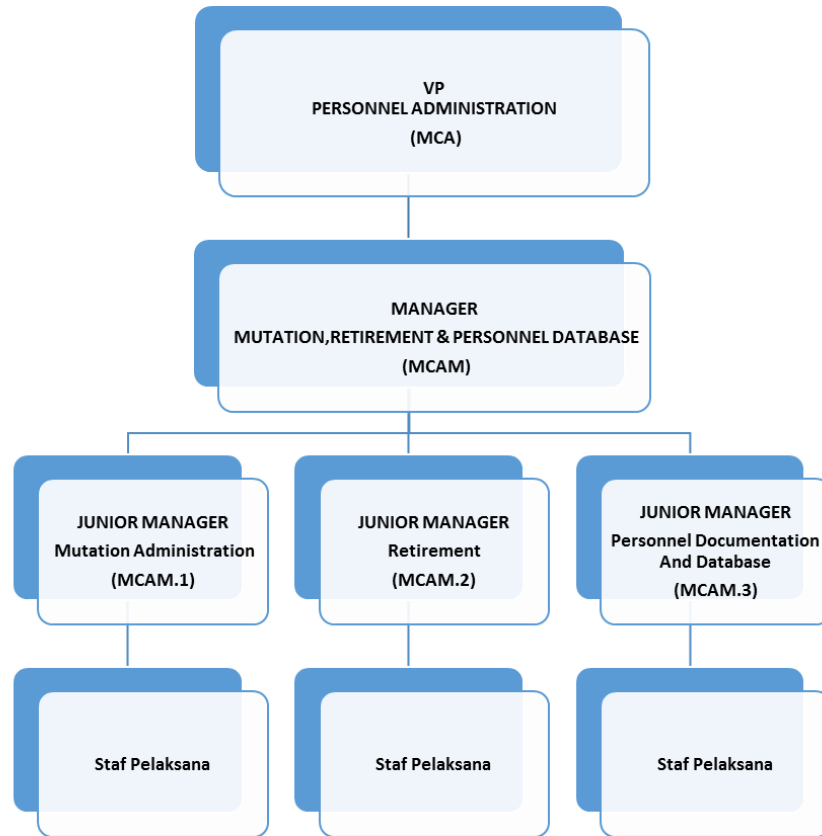 VP
PERSONNEL ADMINISTRATION
(MCA)
MANAGER
MUTATION,RETIREMENT & PERSONNEL DATABASE
(MCAM)
JUNIOR MANAGER
Mutation Administration
(MCAM.1)
JUNIOR MANAGER
Retirement
(MCAM.2)
JUNIOR MANAGER
Personnel Documentation
And Database
(MCAM.3)
Staf Pelaksana
Staf Pelaksana
Staf Pelaksana